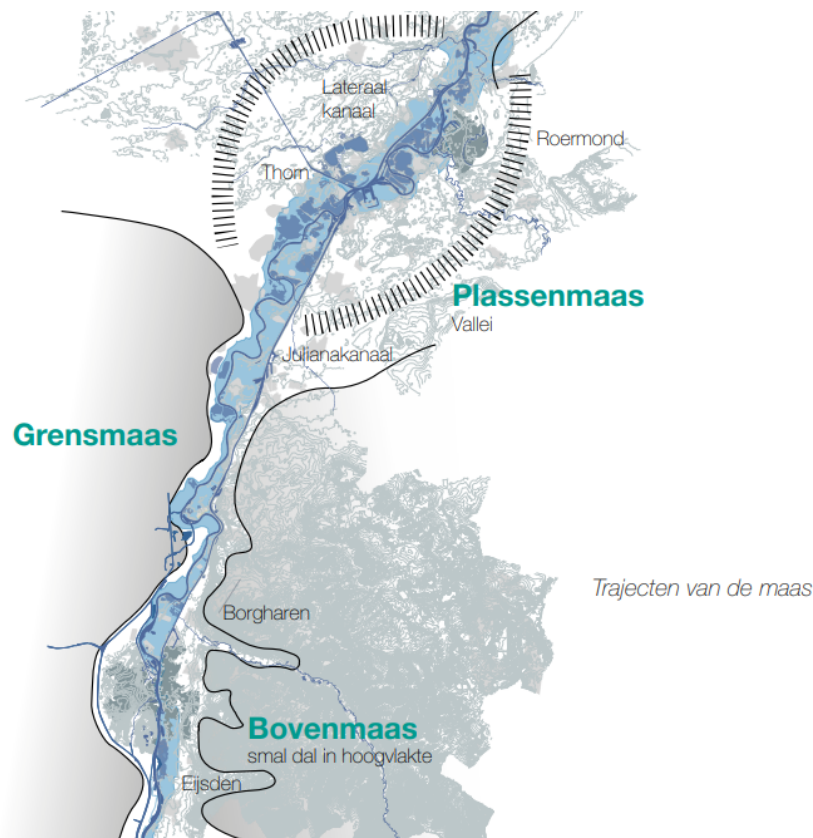 Lateraal
kanaal
Roermond
Thorn
Plassenmaas
Vallei
Julianakanaal
Grensmaas
Trajecten van de maas
Borgharen
Bovenmaas
smal dal in hoogvlakte
Eijsden